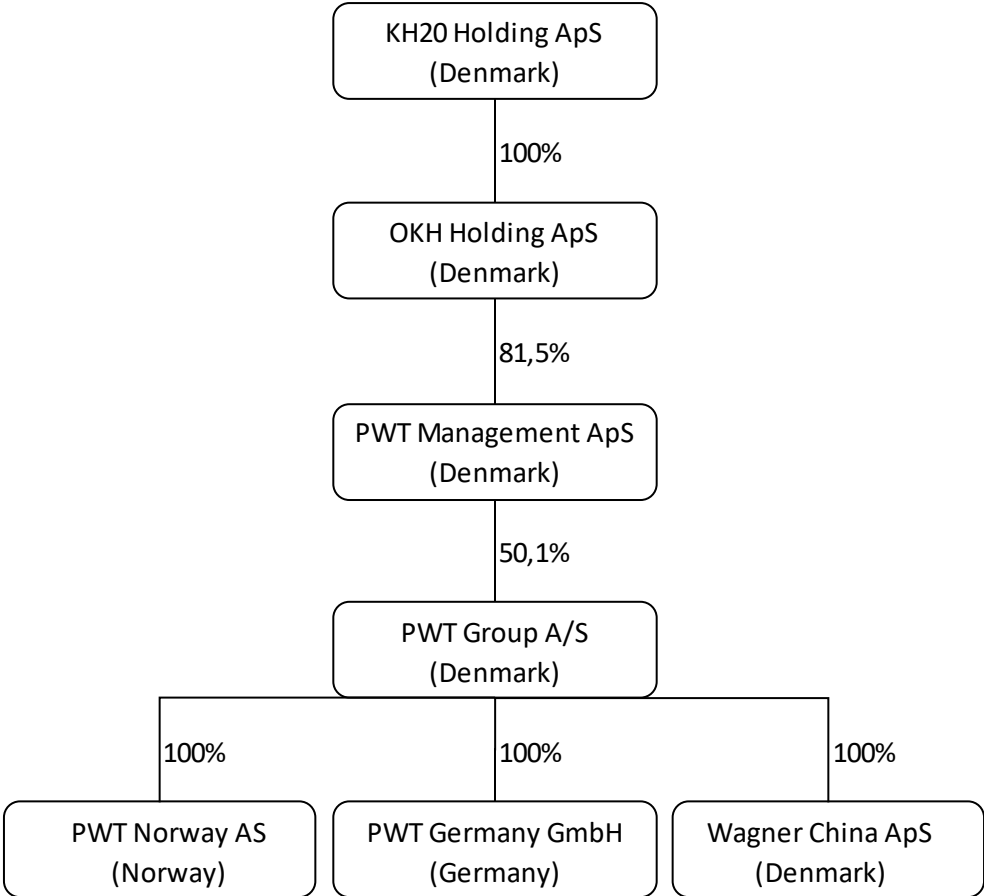 KH20 Holding ApS
(Denmark)
100%
OKH Holding ApS
(Denmark)
81,5%
PWT Management ApS
(Denmark)
50,1%
PWT Group A/S
(Denmark)
100%
100%
100%
PWT Norway AS
(Norway)
PWT Germany GmbH
(Germany)
Wagner China ApS
(Denmark)